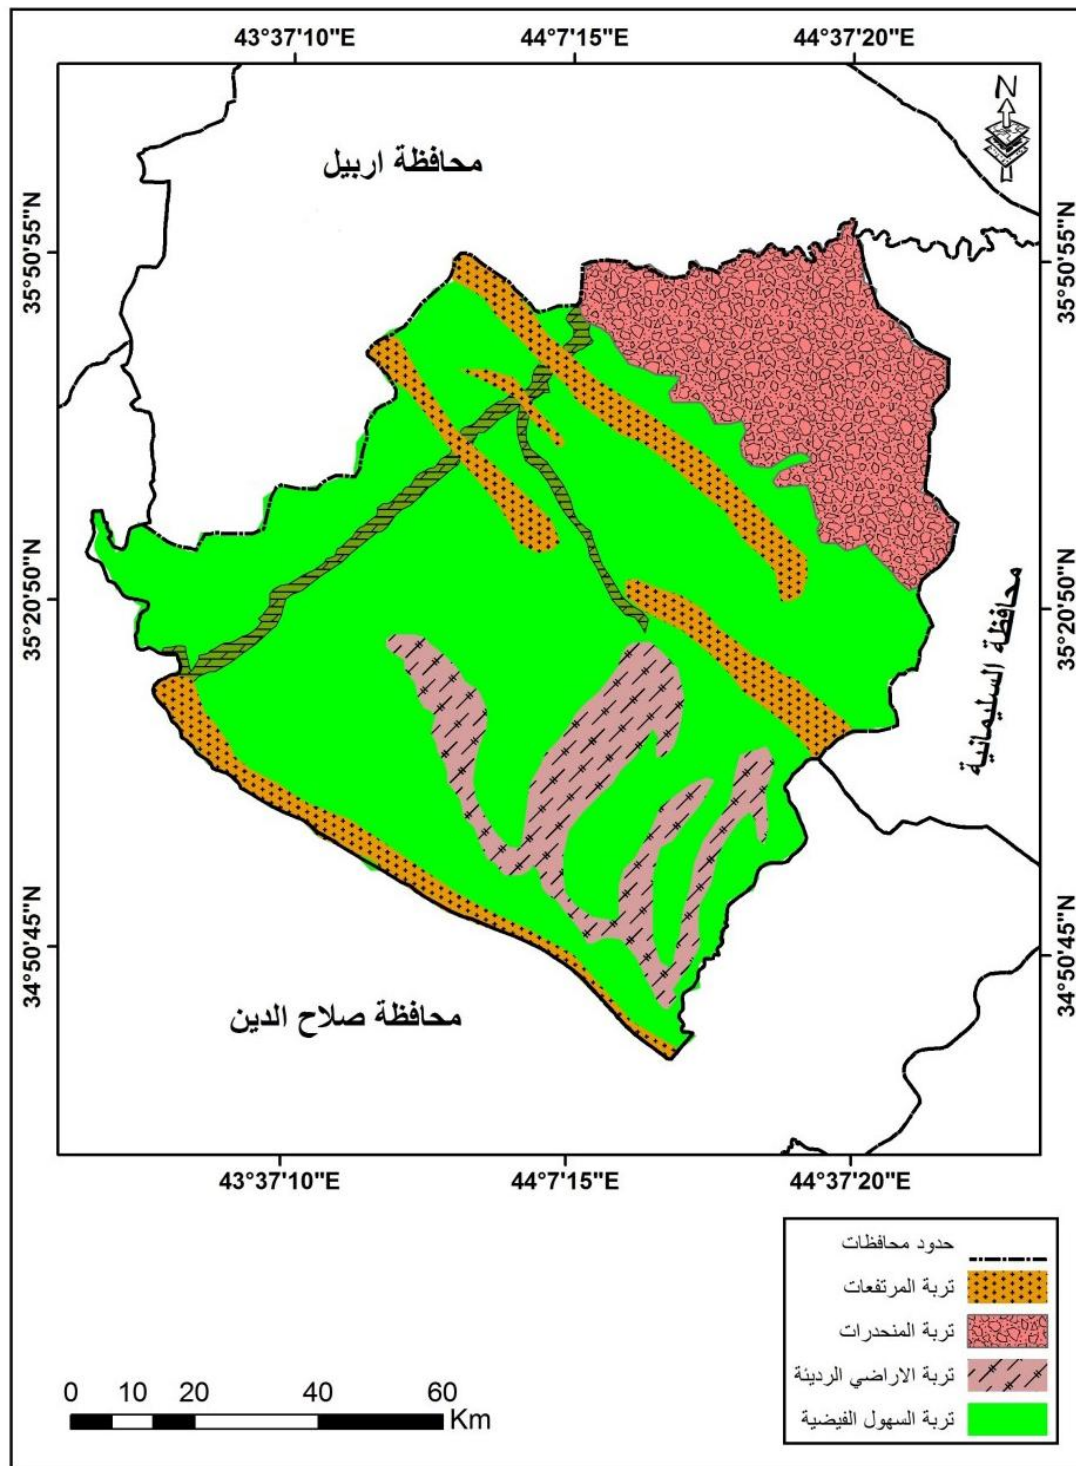 43°37'10"E 44°7'15"E 44°37'20"E
N
محافظة اربيل
35°50'55"N 35°50'55"N
35°20'50"N 35°20'50"N
محافظة السليمانية
34°50'45"N 34°50'45"N
محافظة صلاح الدين
43°37'10"E 44°7'15"E 44°37'20"E
حدود محافظات
تربة المرتفعات
تربة المنحدرات
تربة الاراضي الرديئة
تربة السهول الفيضية
0 10 20 40 60
Km